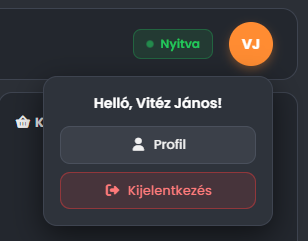 Nyitva
VJ
Helló, Vitéz János!
K
Profil
Kijelentkezés